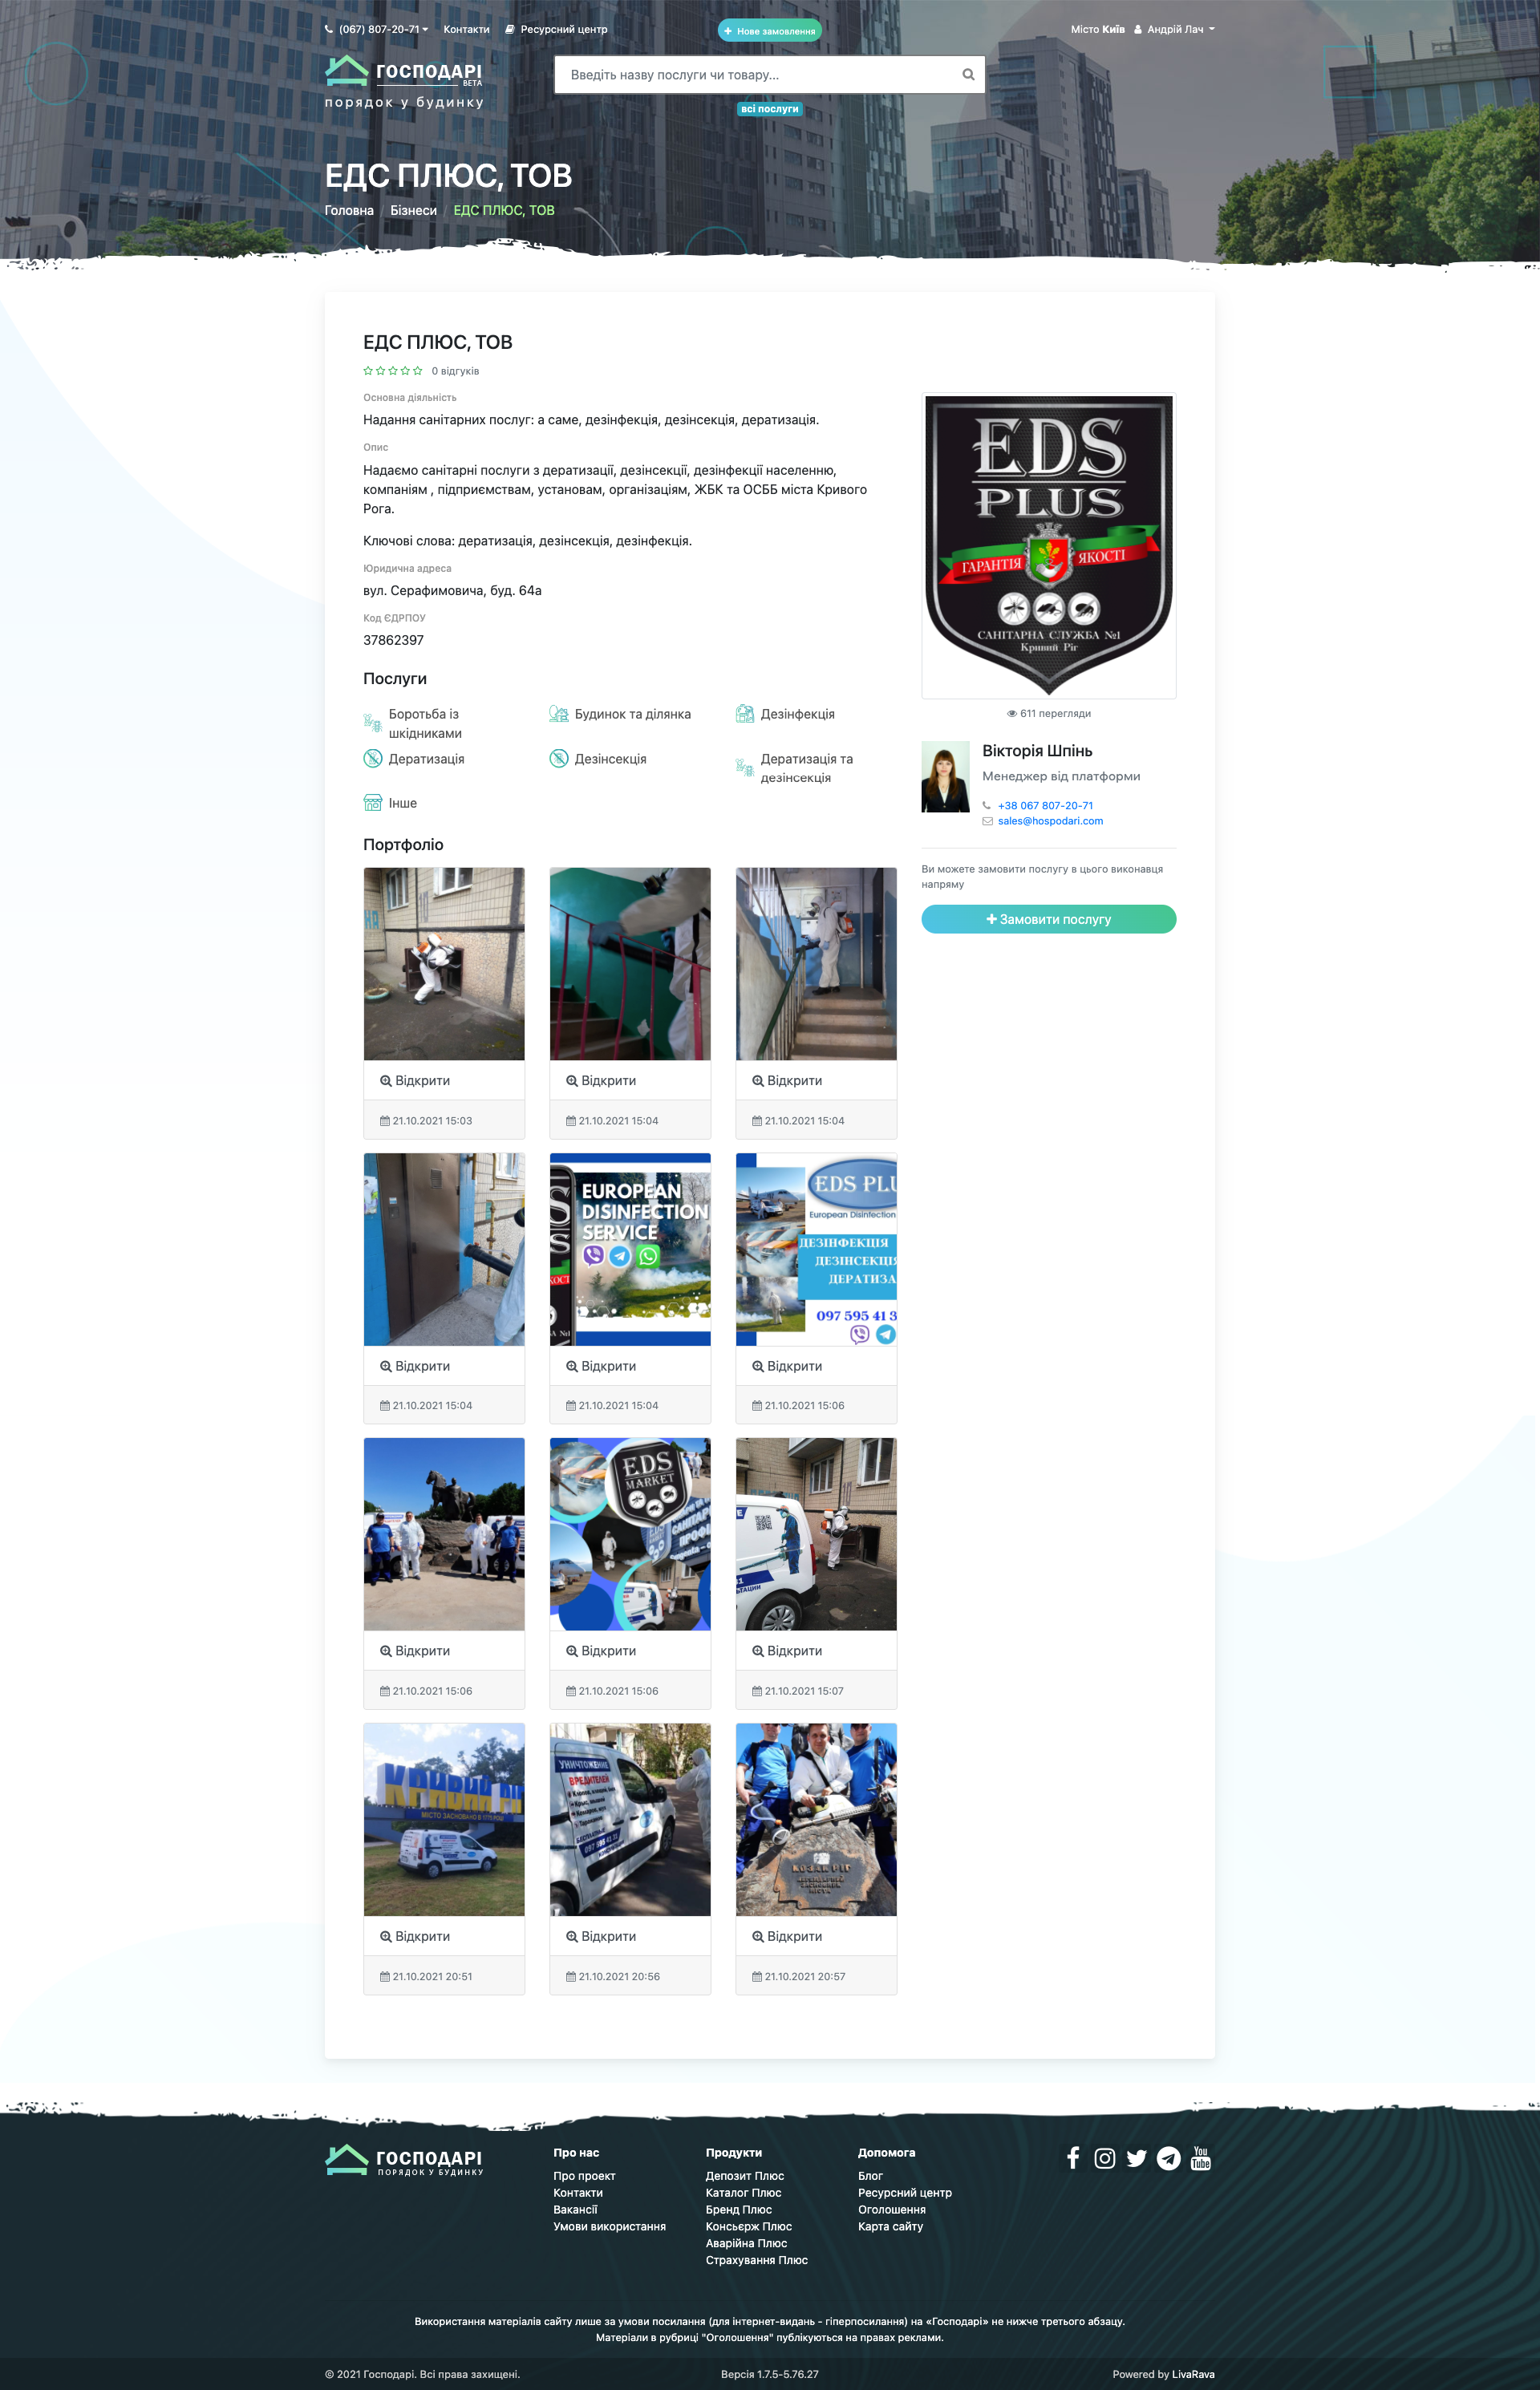 (067) 807-20-71 Контакти Ресурсний центр
Нове замовлення
Місто Київ Андрій Лач
ГОСПОДАРІ
BETA
порядок у будинку
Введіть назву послуги чи товару...
всі послуги
ЕДС ПЛЮС, ТОВ
Головна / Бізнеси / ЕДС ПЛЮС, ТОВ
ЕДС ПЛЮС, ТОВ
0 відгуків
Основна діяльність
Надання санітарних послуг: а саме, дезінфекція, дезінсекція, дератизація.
Опис
Надаємо санітарні послуги з дератизації, дезінсекції, дезінфекції населенню,
компаніям , підприємствам, установам, організаціям, ЖБК та ОСББ міста Кривого
Рога.
Ключові слова: дератизація, дезінсекція, дезінфекція.
Юридична адреса
вул. Серафимовича, буд. 64а
Код ЄДРПОУ
37862397
Послуги
Боротьба із
шкідниками
Будинок та ділянка
Дезінфекція
Дератизація
Дезінсекція
Дератизація та
дезінсекція
Інше
EDS
PLUS
ГАРАНТІЯ ЯКОСТІ
САНІТАРНА СЛУЖБА №1
Кривий Ріг
611 перегляди
Вікторія Шпінь
Менеджер від платформи
+38 067 807-20-71
sales@hospodari.com
Ви можете замовити послугу в цього виконавця
напряму
Замовити послугу
Портфоліо
Відкрити
21.10.2021 15:03
Відкрити
21.10.2021 15:04
Відкрити
21.10.2021 15:04
Відкрити
21.10.2021 15:04
EUROPEAN
DISINFECTION
SERVICE
Відкрити
21.10.2021 15:04
EDS PLU
European Disinfection
ДЕЗІНФЕКЦІЯ
ДЕЗІНСЕКЦІЯ
ДЕРАТИЗА
097 595 41 3
Відкрити
21.10.2021 15:06
Відкрити
21.10.2021 15:06
EDS
MARKET
Відкрити
21.10.2021 15:06
Відкрити
21.10.2021 15:07
КРИВИЙ РІ
МІСТО ЗАСНОВАНО В 1775 РОЦІ
Відкрити
21.10.2021 20:51
УНИЧТОЖЕНИЕ
ВРЕДИТЕЛЕЙ
Відкрити
21.10.2021 20:56
КОЗАК РІГ
Відкрити
21.10.2021 20:57
ГОСПОДАРІ
ПОРЯДОК У БУДИНКУ
Про нас
Про проект
Контакти
Вакансії
Умови використання
Продукти
Депозит Плюс
Каталог Плюс
Бренд Плюс
Консьєрж Плюс
Аварійна Плюс
Страхування Плюс
Допомога
Блог
Ресурсний центр
Оголошення
Карта сайту
You
Tube
Використання матеріалів сайту лише за умови посилання (для інтернет-видань - гіперпосилання) на «Господарі» не нижче третього абзацу.
Матеріали в рубриці "Оголошення" публікуються на правах реклами.
© 2021 Господарі. Всі права захищені.
Версія 1.7.5-5.76.27
Powered by LivaRava